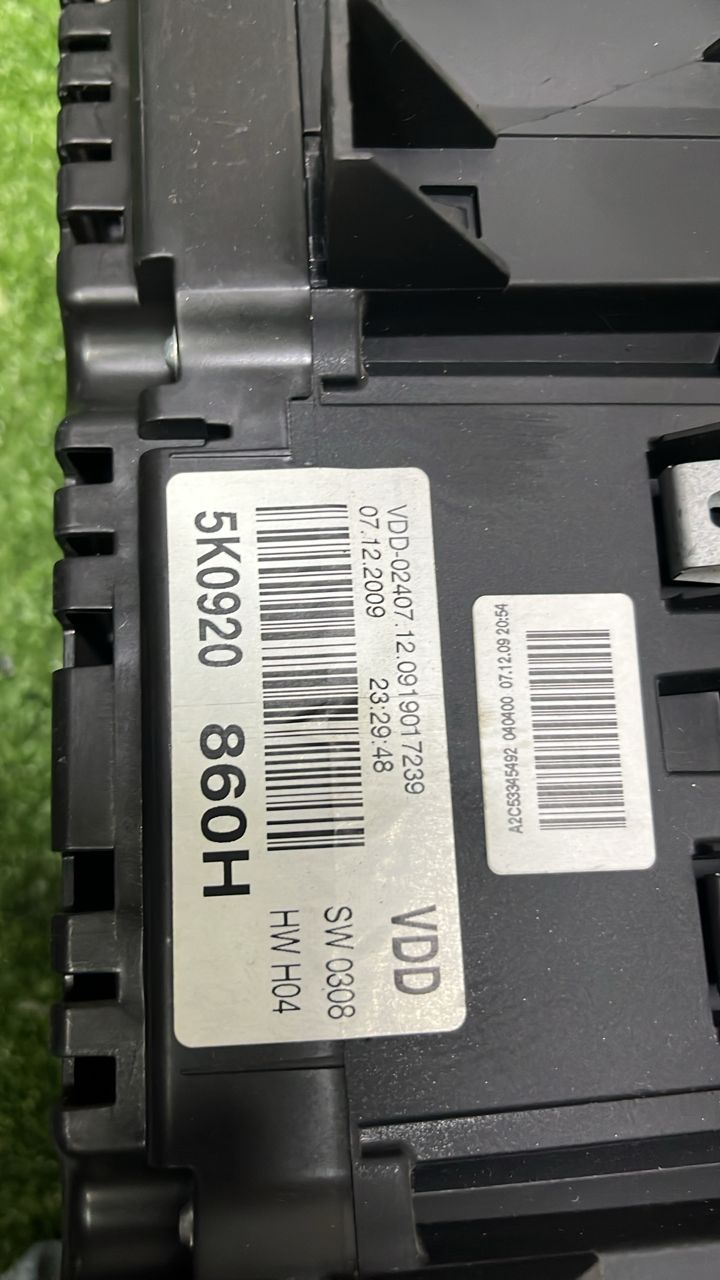 VDD-02407.12.0919017239
07.12.2009 23:29:48
VDD
SW 0308
HW H04
5K0920 860H
A2C53345492 040400 07.12.09 20:54